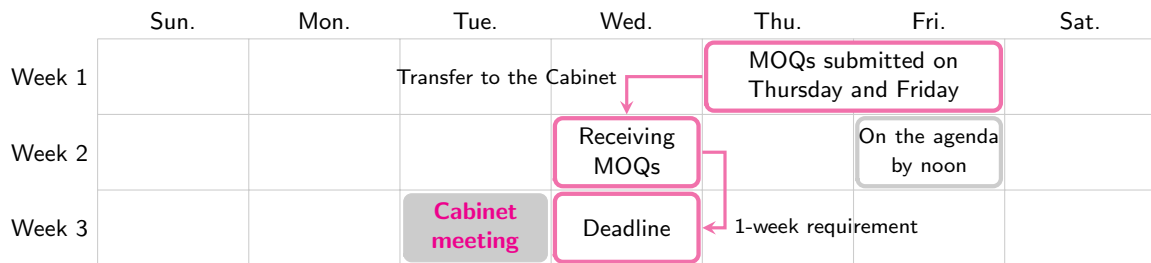 Sun. Mon. Tue. Wed. Thu. Fri. Sat.
Week 1
Transfer to the Cabinet
MOQs submitted on
Thursday and Friday
Week 2
Receiving
MOQs
On the agenda
by noon
Week 3
Cabinet
meeting
Deadline
1-week requirement